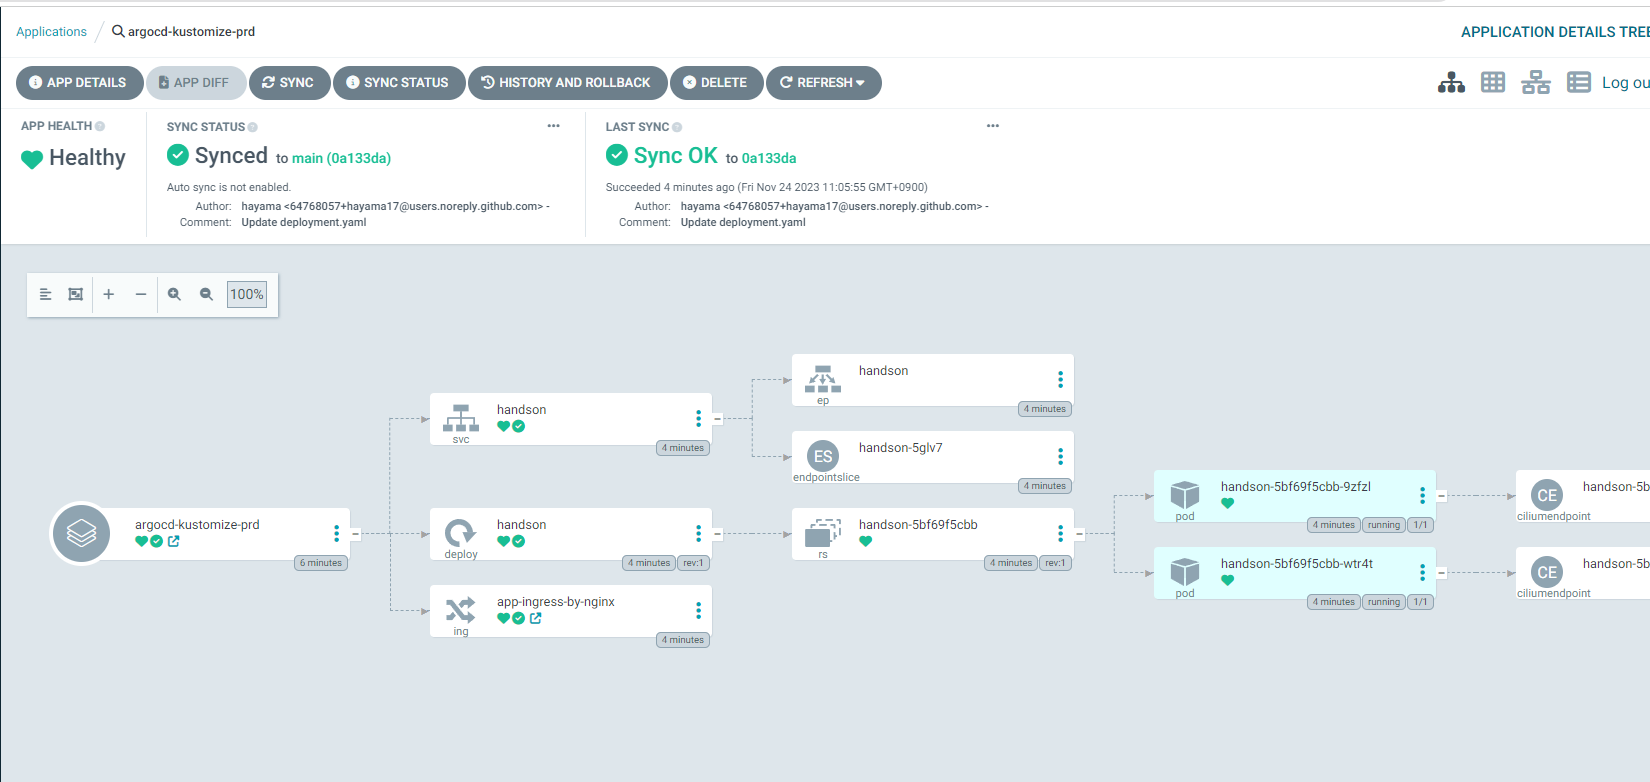 Applications / argocd-kustomize-prd
APPLICATION DETAILS TREE
APP DETAILS APP DIFF SYNC SYNC STATUS HISTORY AND ROLLBACK DELETE REFRESH
Log ou
APP HEALTH
Healthy
SYNC STATUS
Synced to main (0a133da)
Auto sync is not enabled.
Author: hayama <64768057+hayama17@users.noreply.github.com> -
Comment: Update deployment.yaml
LAST SYNC
Sync OK to 0a133da
Succeeded 4 minutes ago (Fri Nov 24 2023 11:05:55 GMT+0900)
Author: hayama <64768057+hayama17@users.noreply.github.com> -
Comment: Update deployment.yaml
100%
argocd-kustomize-prd
6 minutes
handson
svc
4 minutes
handson
deploy
4 minutes rev:1
app-ingress-by-nginx
ing
4 minutes
handson
ep
4 minutes
ES
handson-5glv7
endpointslice
4 minutes
handson-5bf69f5cbb
rs
4 minutes rev:1
handson-5bf69f5cbb-9zfzl
pod
4 minutes running 1/1
handson-5bf69f5cbb-wtr4t
pod
4 minutes running 1/1
CE
handson-5b
ciliumendpoint
CE
handson-5b
ciliumendpoint